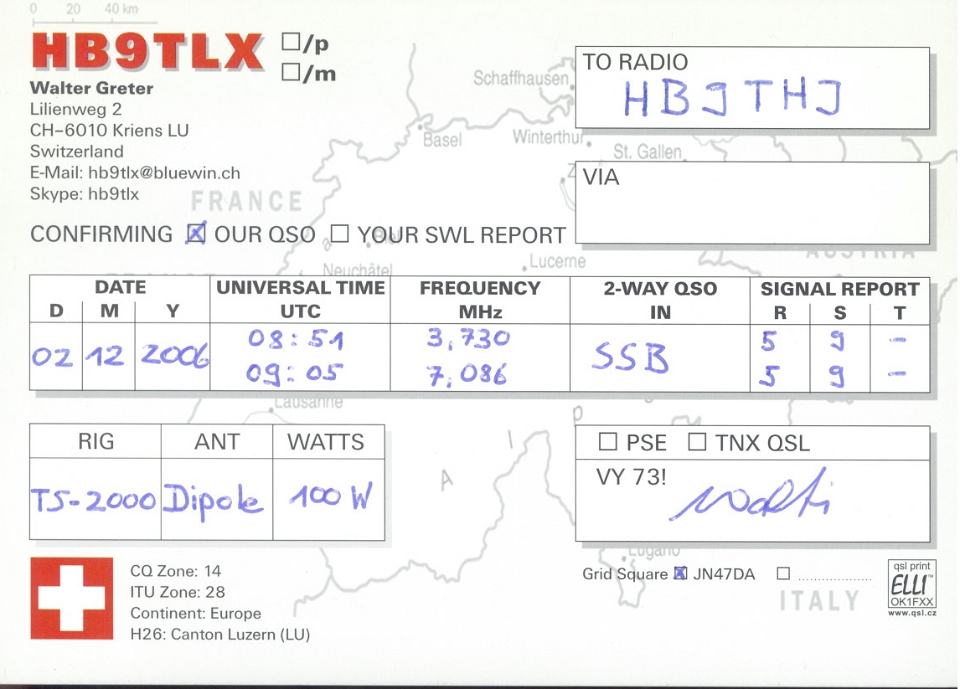 0 20 40 km
HB9TLX
/p
/m
Walter Greter
Lilienweg 2
CH-6010 Kriens LU
Switzerland
E-Mail: hb9tlx@bluewin.ch
Skype: hb9tlx
TO RADIO
HB9THJ
VIA
Schaffhausen
Basel
Winterthur
St. Gallen
Z
FRANCE
CONFIRMING OUR QSO YOUR SWL REPORT
Neuchâtel
Lucerne
AUSTRIA
DATE UNIVERSAL TIME FREQUENCY 2-WAY QSO SIGNAL REPORT
D M Y UTC MHz IN R S T
02 12 2006 08:51 3,730 SSB 5 9 -
09:05 7,086 5 9 -
Lausanne
RIG ANT WATTS
TS-2000 Dipole 100 W
PSE TNX QSL
VY 73!
Walti
Lugano
Grid Square JN47DA
ITALY
qsl print
ELLI™
OK1FXX
www.qsl.cz
CQ Zone: 14
ITU Zone: 28
Continent: Europe
H26: Canton Luzern (LU)